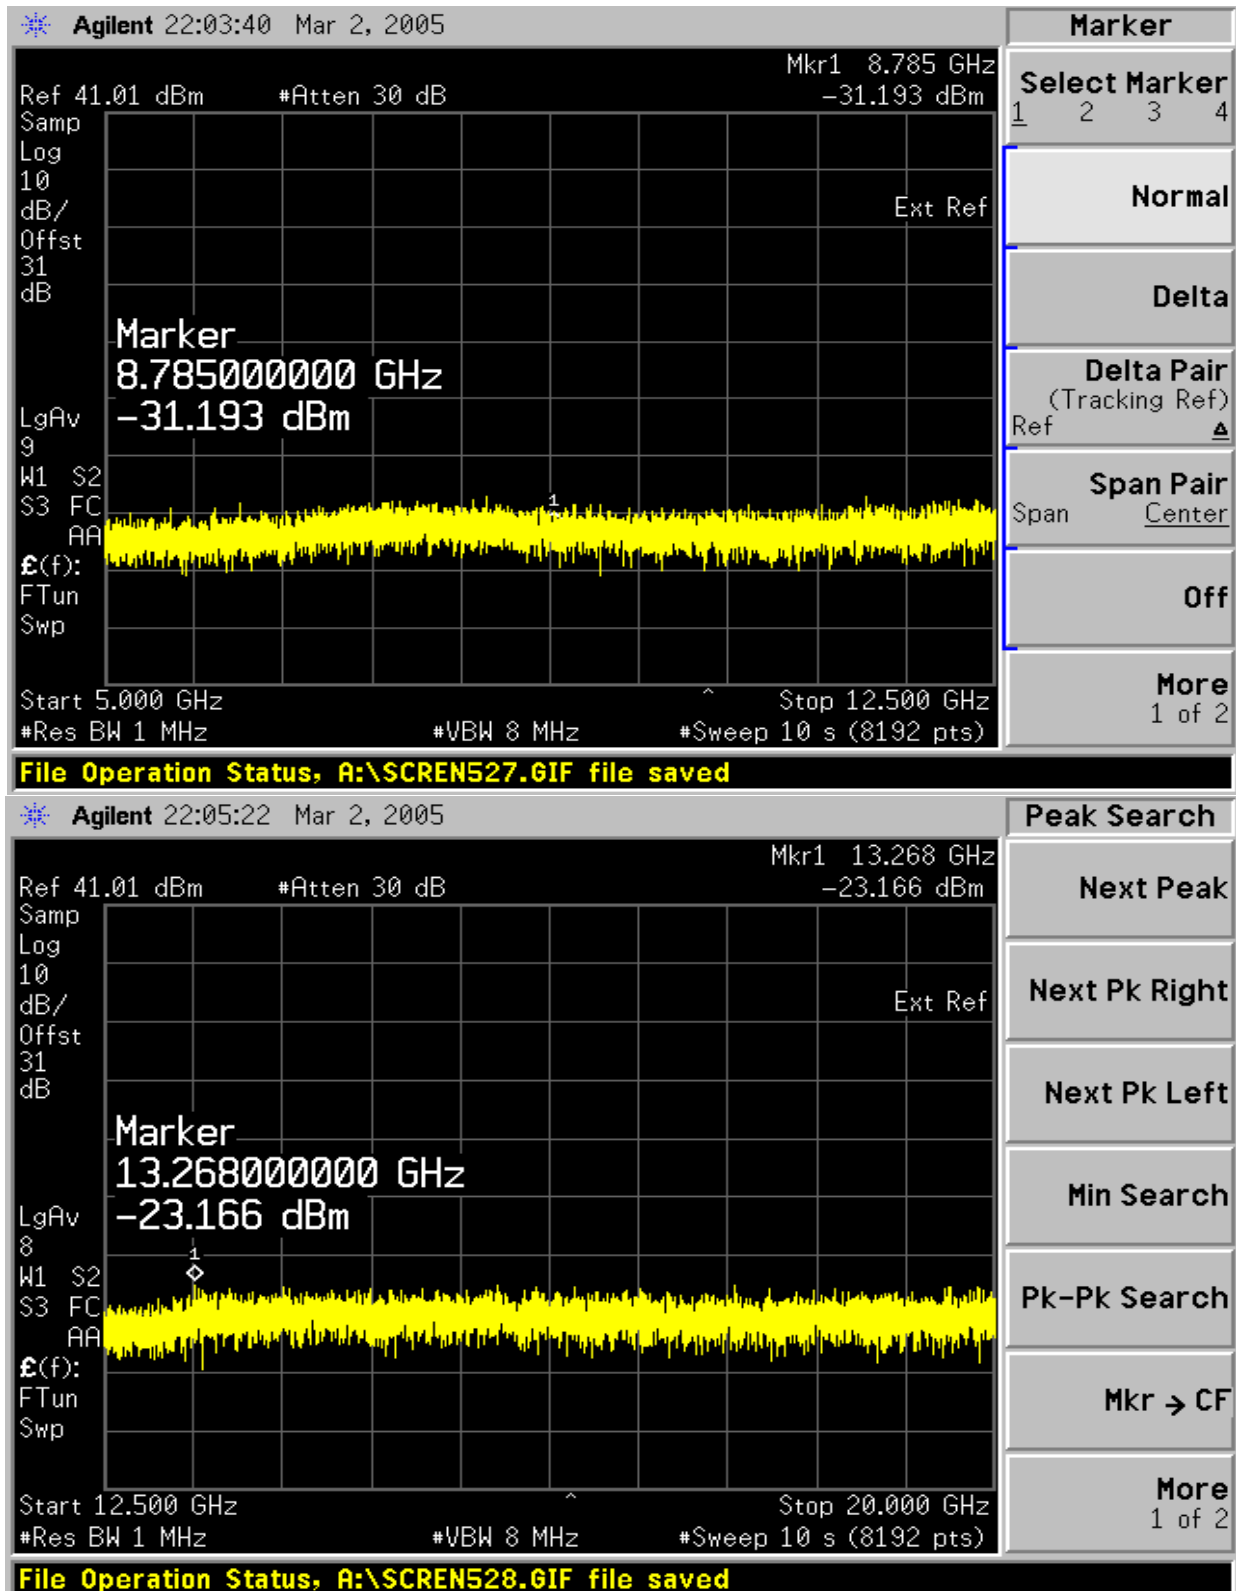 Agilent 22:03:40 Mar 2, 2005
Marker
Mkr1 8.785 GHz
Ref 41.01 dBm #Atten 30 dB -31.193 dBm
Samp
Log
10
dB/
Offst
31
dB
Ext Ref
Marker
8.785000000 GHz
-31.193 dBm
LgAv
9
W1 S2
S3 FC
AA
£(f):
FTun
Swp
1
Start 5.000 GHz ^ Stop 12.500 GHz
#Res BW 1 MHz #VBW 8 MHz #Sweep 10 s (8192 pts)
Select Marker
1 2 3 4
Normal
Delta
Delta Pair
(Tracking Ref)
Ref Δ
Span Pair
Span Center
Off
More
1 of 2
File Operation Status, A:\SCREN527.GIF file saved
Agilent 22:05:22 Mar 2, 2005
Peak Search
Mkr1 13.268 GHz
Ref 41.01 dBm #Atten 30 dB -23.166 dBm
Samp
Log
10
dB/
Offst
31
dB
Ext Ref
Marker
13.268000000 GHz
-23.166 dBm
LgAv
8
W1 S2
S3 FC
AA
£(f):
FTun
Swp
1
Start 12.500 GHz ^ Stop 20.000 GHz
#Res BW 1 MHz #VBW 8 MHz #Sweep 10 s (8192 pts)
Next Peak
Next Pk Right
Next Pk Left
Min Search
Pk-Pk Search
Mkr → CF
More
1 of 2
File Operation Status, A:\SCREN528.GIF file saved